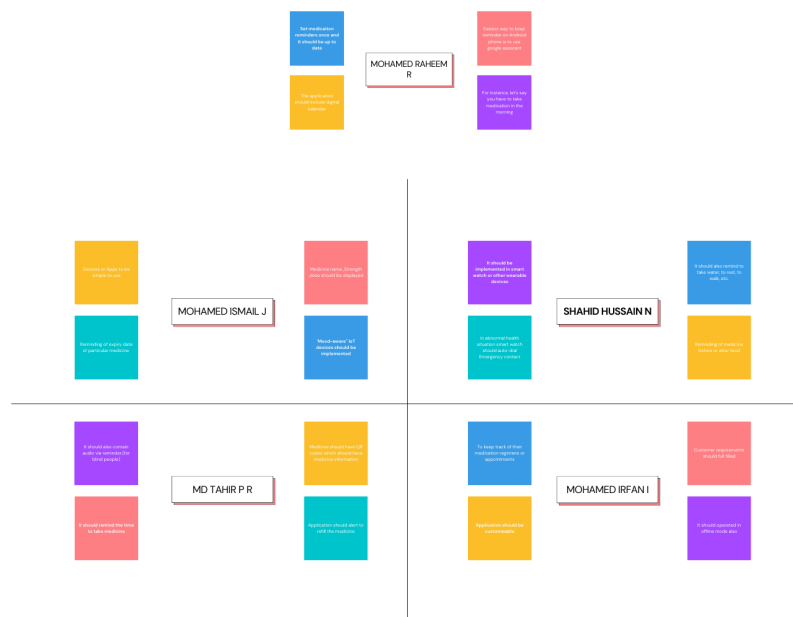 Set medication
reminders once and
it should be up to
date
Easiest way to keep
reminder on Android
phone is to use
google assistant
MOHAMED RAHEEM
R
The application
should include digital
calendar
For instance, let's say
you have to take
medication in the
morning
Devices or Apps to be
simple to use
Medicine name, Strength
,dose should be displayed
It should be
implemented in smart
watch or other wearable
devices
It should also remind to
take water, to rest, to
walk, etc.
MOHAMED ISMAIL J
SHAHID HUSSAIN N
Reminding of expiry date
of particular medicine
"Mood-aware" IoT
devices should be
implemented
In abnormal health
situation smart watch
should auto-dial
Emergency contact
Reminding of medicine
before or after food
It should also contain
audio via reminder.(for
blind people)
Medicine should have QR
codes which should have
medicine information
To keep track of their
medication regimens or
appointments
Customer requirements
should full filled.
MD TAHIR P R
MOHAMED IRFAN I
It should remind the time
to take medicine
Application should alert to
refill the medicine
Application should be
customizable
It should operated in
offline mode also